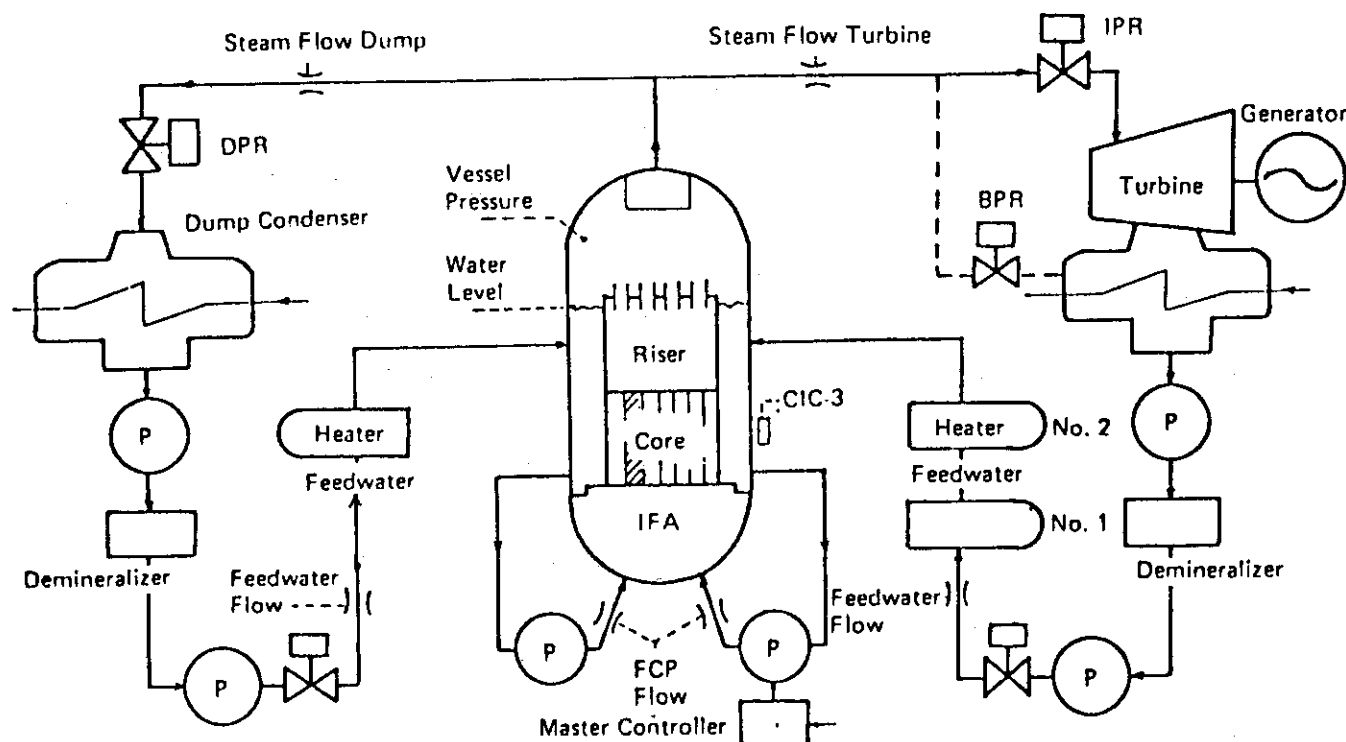 Steam Flow Dump
Steam Flow Turbine
IPR
DPR
Generator
Vessel
Pressure
Turbine
Dump Condenser
BPR
Water
Level
Riser
CIC-3
Heater
Core
Heater
No. 2
Feedwater
Feedwater
P
P
IFA
No. 1
Demineralizer
Feedwater
Flow
Feedwater
Flow
Demineralizer
P
P
P
P
FCP
Flow
Master Controller